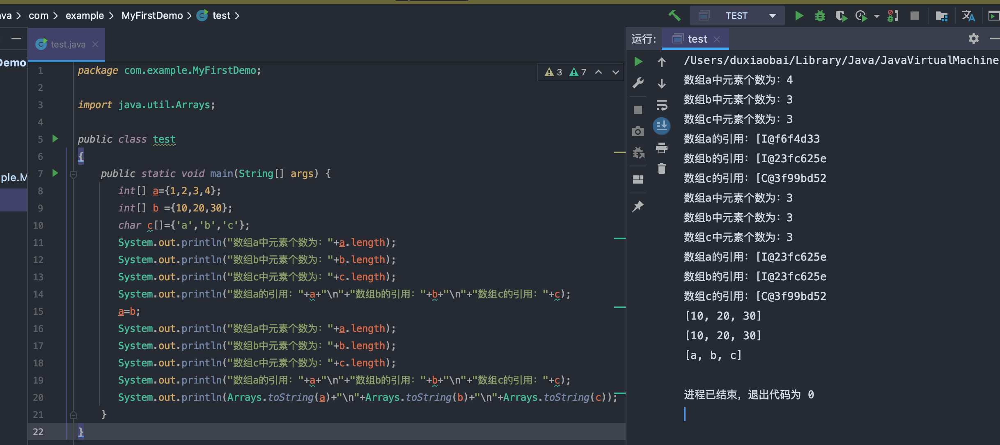 va > com > example > MyFirstDemo > test >
TEST
test.java
Demo
ple.M
3 7
1 package com.example.MyFirstDemo;
2
3 import java.util.Arrays;
4
5 public class test
6 {
7 public static void main(String[] args) {
8 int[] a={1,2,3,4};
9 int[] b ={10,20,30};
10 char c[]={'a','b','c'};
11 System.out.println("数组a中元素个数为："+a.length);
12 System.out.println("数组b中元素个数为："+b.length);
13 System.out.println("数组c中元素个数为："+c.length);
14 System.out.println("数组a的引用："+a+"\n"+"数组b的引用："+b+"\n"+"数组c的引用："+c);
15 a=b;
16 System.out.println("数组a中元素个数为："+a.length);
17 System.out.println("数组b中元素个数为："+b.length);
18 System.out.println("数组c中元素个数为："+c.length);
19 System.out.println("数组a的引用："+a+"\n"+"数组b的引用："+b+"\n"+"数组c的引用："+c);
20 System.out.println(Arrays.toString(a)+"\n"+Arrays.toString(b)+"\n"+Arrays.toString(c));
21 }
22 }
运行: test
/Users/duxiaobai/Library/Java/JavaVirtualMachine
数组a中元素个数为：4
数组b中元素个数为：3
数组c中元素个数为：3
数组a的引用：[I@f6f4d33
数组b的引用：[I@23fc625e
数组c的引用：[C@3f99bd52
数组a中元素个数为：3
数组b中元素个数为：3
数组c中元素个数为：3
数组a的引用：[I@23fc625e
数组b的引用：[I@23fc625e
数组c的引用：[C@3f99bd52
[10, 20, 30]
[10, 20, 30]
[a, b, c]
进程已结束，退出代码为 0